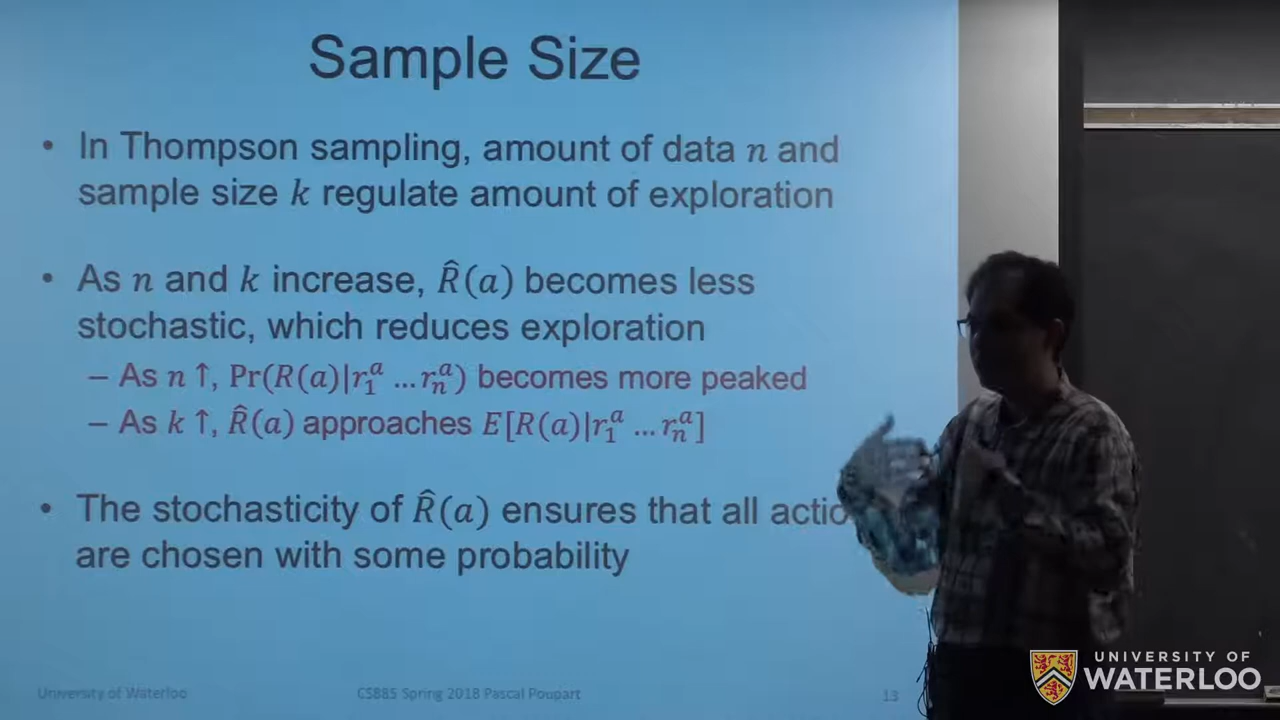 Sample Size
• In Thompson sampling, amount of data n and
sample size k regulate amount of exploration
• As n and k increase, R̂(a) becomes less
stochastic, which reduces exploration
– As n ↑, Pr(R(a)|r₁ᵃ … rₙᵃ) becomes more peaked
– As k ↑, R̂(a) approaches E[R(a)|r₁ᵃ … rₙᵃ]
• The stochasticity of R̂(a) ensures that all actio
are chosen with some probability
University of Waterloo
CS885 Spring 2018 Pascal Poupart
13
UNIVERSITY OF
WATERLOO